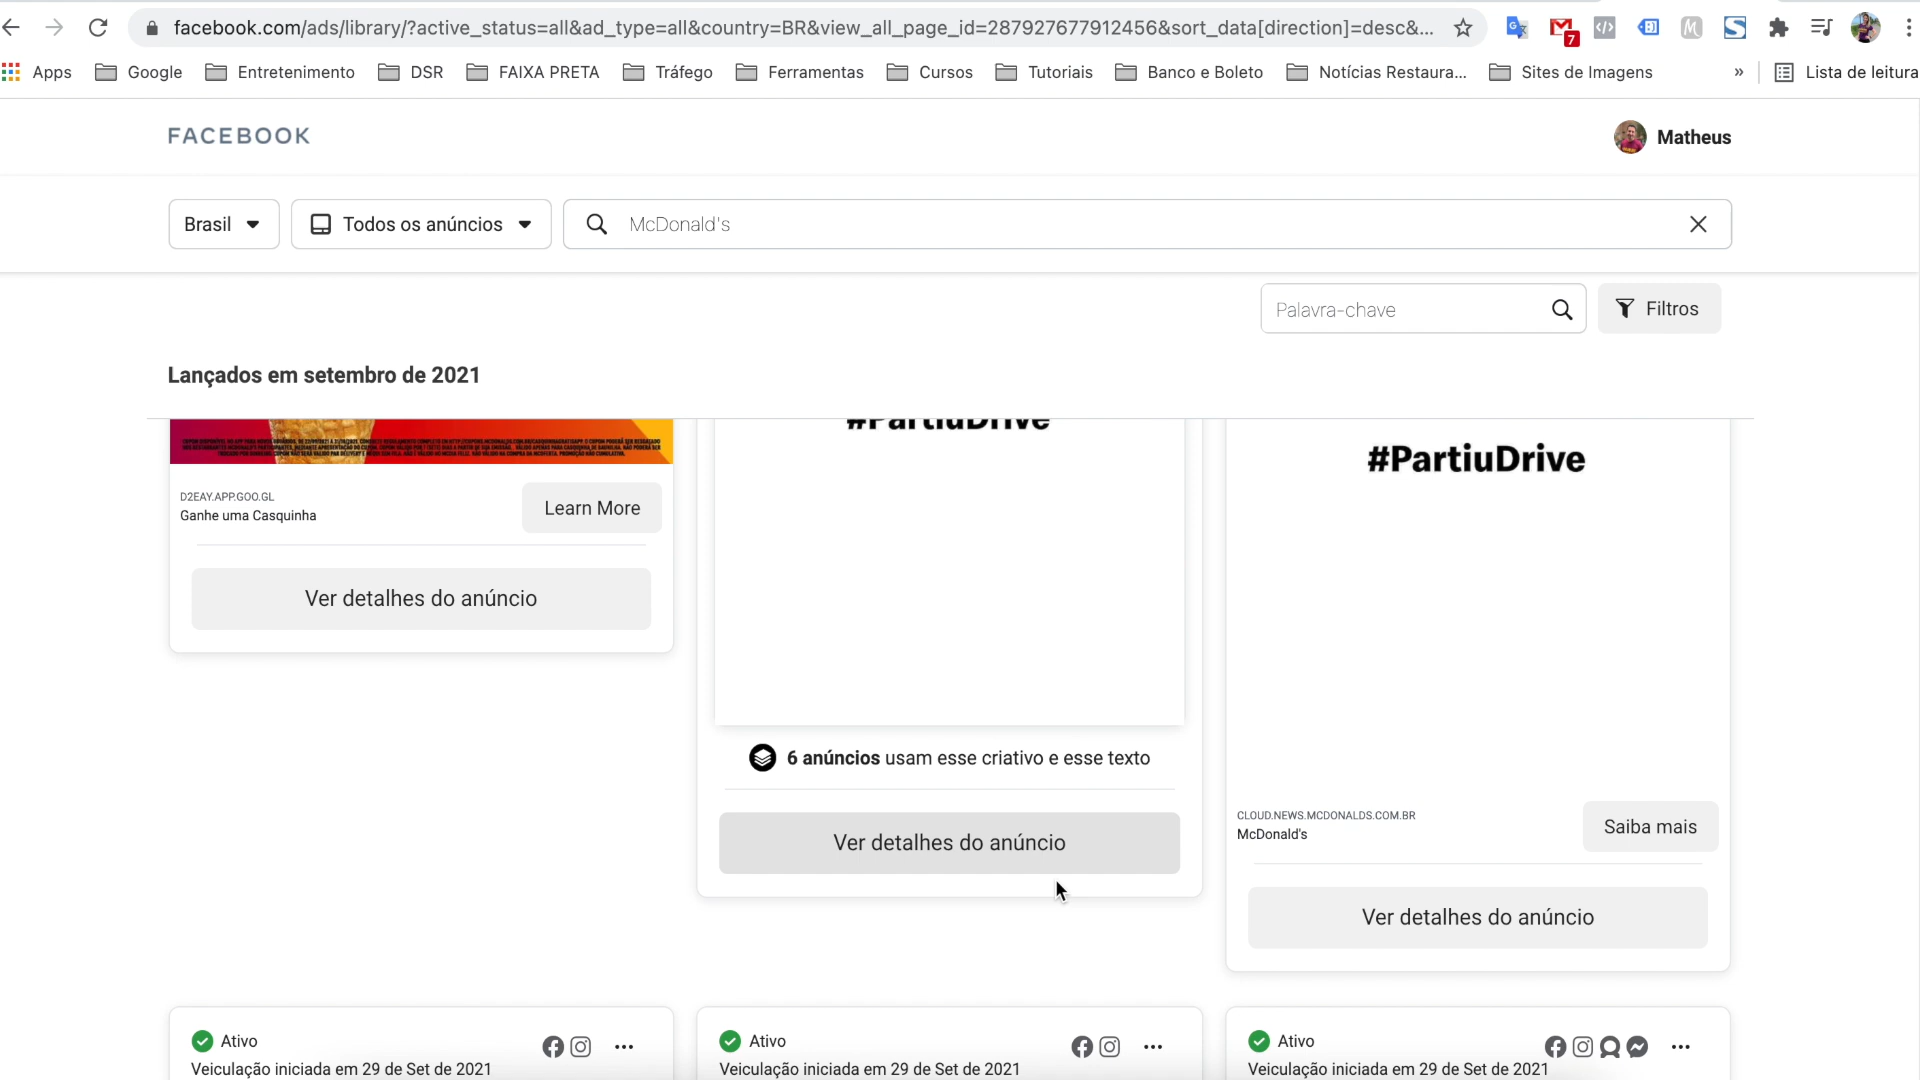 facebook.com/ads/library/?active_status=all&ad_type=all&country=BR&view_all_page_id=287927677912456&sort_data[direction]=desc&...
7
Apps Google Entretenimento DSR FAIXA PRETA Tráfego Ferramentas Cursos Tutoriais Banco e Boleto Notícias Restaura... Sites de Imagens » Lista de leitura
FACEBOOK
Matheus
Brasil
Todos os anúncios
McDonald's
Palavra-chave
Filtros
Lançados em setembro de 2021
#PartiuDrive
#PartiuDrive
D2EAY.APP.GOO.GL
Ganhe uma Casquinha
Learn More
Ver detalhes do anúncio
6 anúncios usam esse criativo e esse texto
Ver detalhes do anúncio
CLOUD.NEWS.MCDONALDS.COM.BR
McDonald's
Saiba mais
Ver detalhes do anúncio
Ativo
Veiculação iniciada em 29 de Set de 2021
Ativo
Veiculação iniciada em 29 de Set de 2021
Ativo
Veiculação iniciada em 29 de Set de 2021